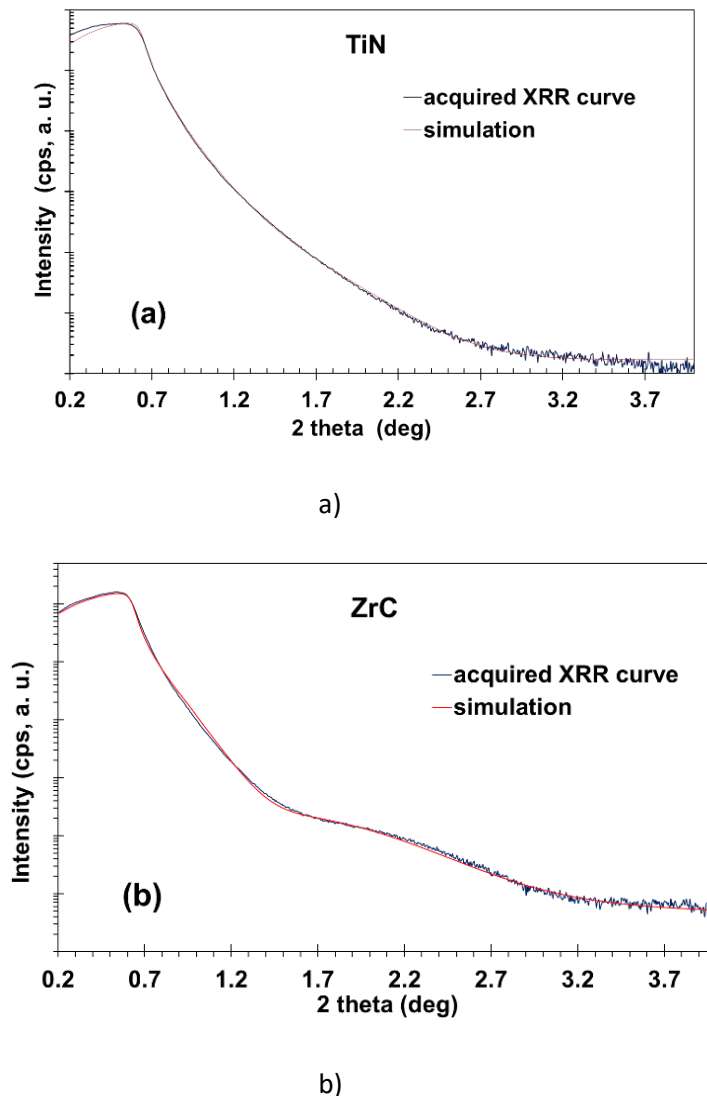 TiN
acquired XRR curve
simulation
Intensity (cps, a. u.)
(a)
0.2 0.7 1.2 1.7 2.2 2.7 3.2 3.7
2 theta (deg)
a)
ZrC
acquired XRR curve
simulation
Intensity (cps, a. u.)
(b)
0.2 0.7 1.2 1.7 2.2 2.7 3.2 3.7
2 theta (deg)
b)